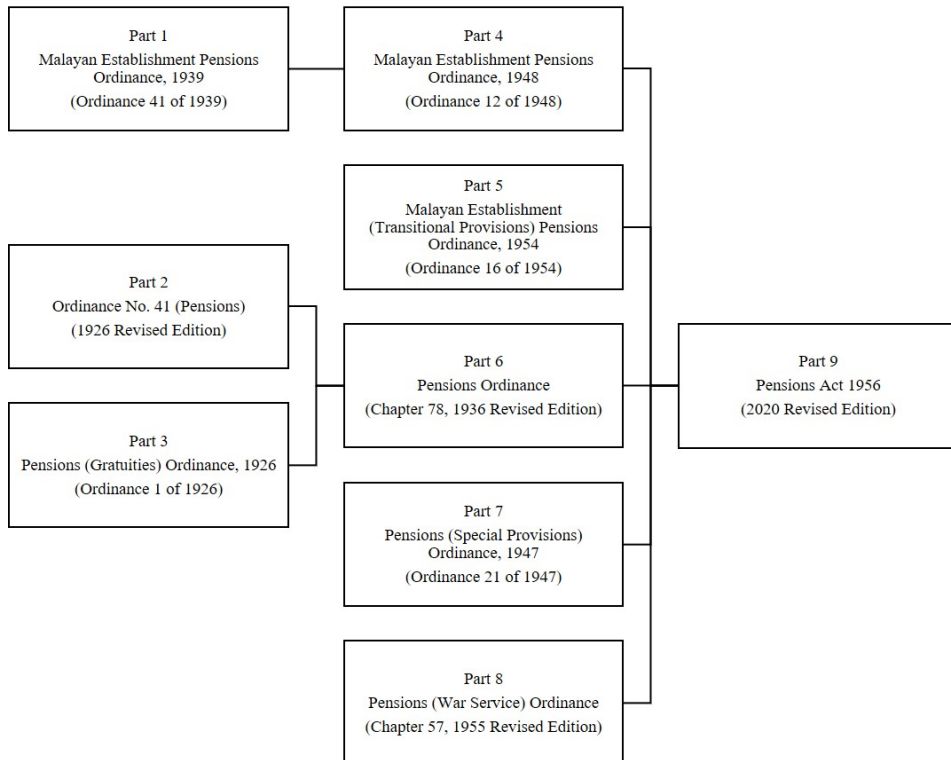 Part 1
Malayan Establishment Pensions
Ordinance, 1939
(Ordinance 41 of 1939)
Part 2
Ordinance No. 41 (Pensions)
(1926 Revised Edition)
Part 3
Pensions (Gratuities) Ordinance, 1926
(Ordinance 1 of 1926)
Part 4
Malayan Establishment Pensions
Ordinance, 1948
(Ordinance 12 of 1948)
Part 5
Malayan Establishment
(Transitional Provisions) Pensions
Ordinance, 1954
(Ordinance 16 of 1954)
Part 6
Pensions Ordinance
(Chapter 78, 1936 Revised Edition)
Part 7
Pensions (Special Provisions)
Ordinance, 1947
(Ordinance 21 of 1947)
Part 8
Pensions (War Service) Ordinance
(Chapter 57, 1955 Revised Edition)
Part 9
Pensions Act 1956
(2020 Revised Edition)